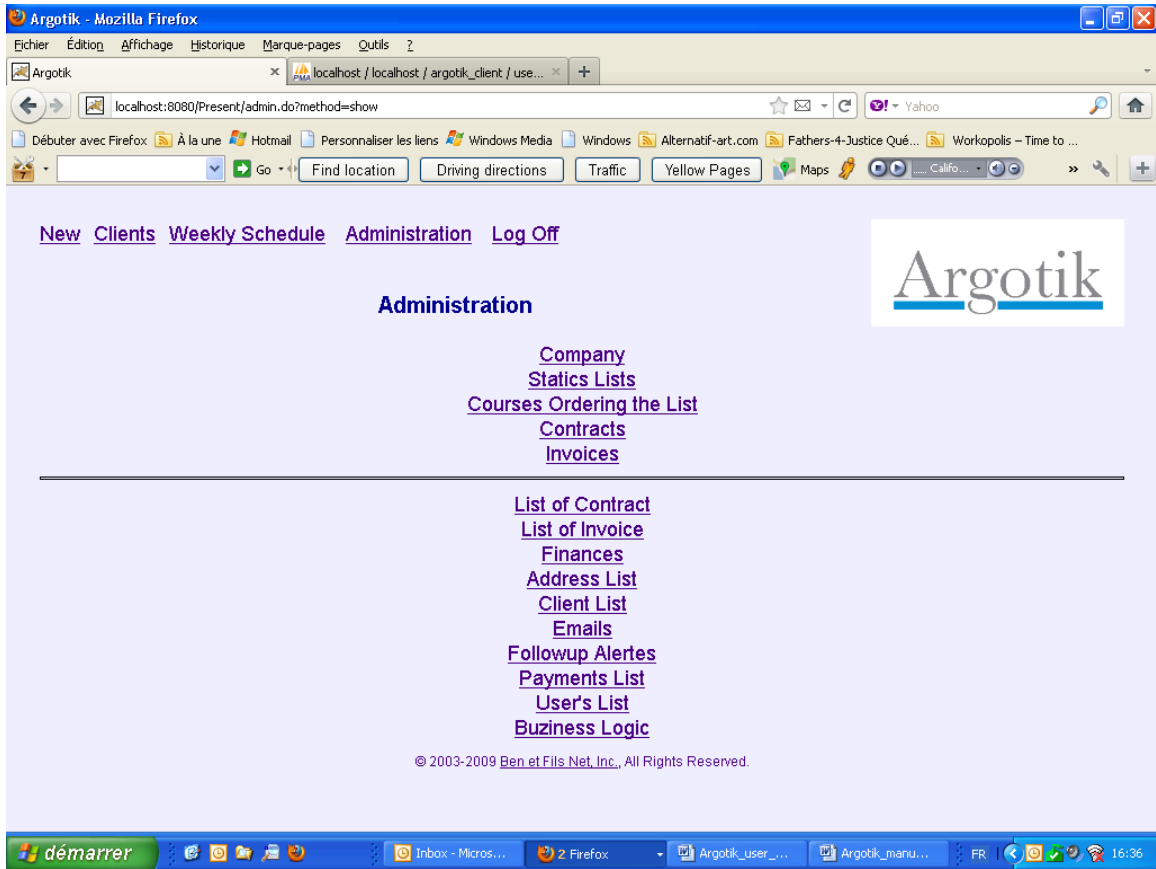 Argotik - Mozilla Firefox
Fichier Édition Affichage Historique Marque-pages Outils ?
Argotik localhost / localhost / argotik_client / use...
localhost:8080/Present/admin.do?method=show Yahoo
Débuter avec Firefox À la une Hotmail Personnaliser les liens Windows Media Windows Alternatif-art.com Fathers-4-Justice Qué... Workopolis – Time to ...
Go Find location Driving directions Traffic Yellow Pages Maps ..... Califo... »
New Clients Weekly Schedule Administration Log Off
Argotik
Administration
Company
Statics Lists
Courses Ordering the List
Contracts
Invoices
List of Contract
List of Invoice
Finances
Address List
Client List
Emails
Followup Alertes
Payments List
User's List
Buziness Logic
© 2003-2009 Ben et Fils Net, Inc., All Rights Reserved.
démarrer Inbox - Micros... 2 Firefox Argotik_user_... Argotik_manu... FR 16:36